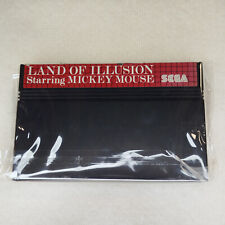 LAND OF ILLUSION
Starring MICKEY MOUSE
SEGA